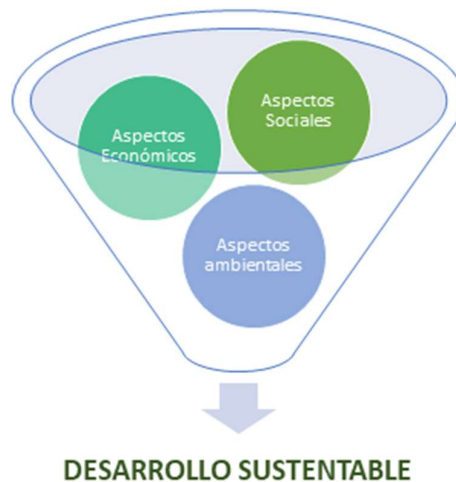 Aspectos
Sociales
Aspectos
Económicos
Aspectos
ambientales
DESARROLLO SUSTENTABLE